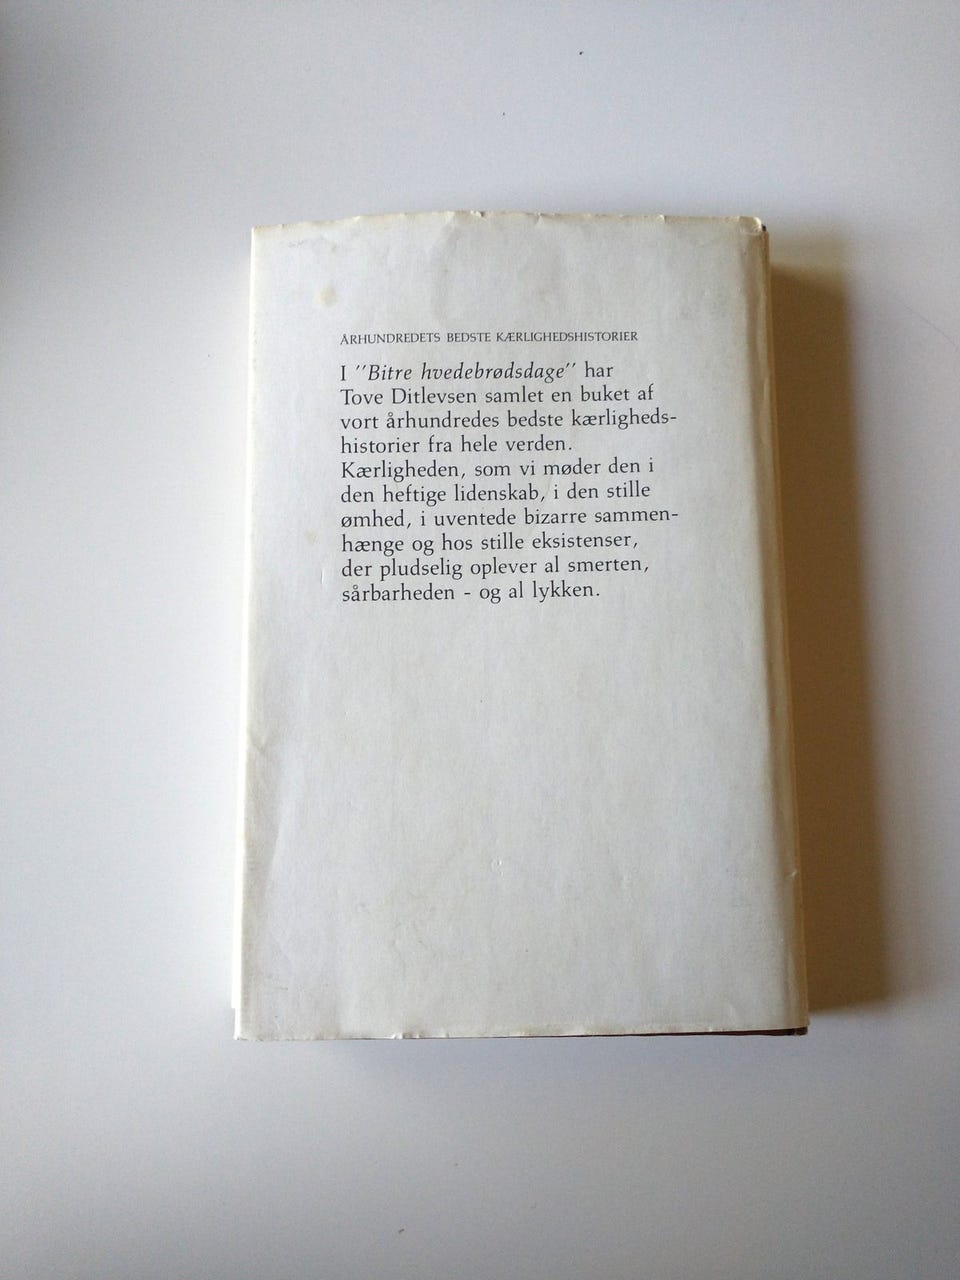 ÅRHUNDREDETS BEDSTE KÆRLIGHEDSHISTORIER
I "Bitre hvedebrødsdage" har
Tove Ditlevsen samlet en buket af
vort århundredes bedste kærligheds-
historier fra hele verden.
Kærligheden, som vi møder den i
den heftige lidenskab, i den stille
ømhed, i uventede bizarre sammen-
hænge og hos stille eksistenser,
der pludselig oplever al smerten,
sårbarheden - og al lykken.